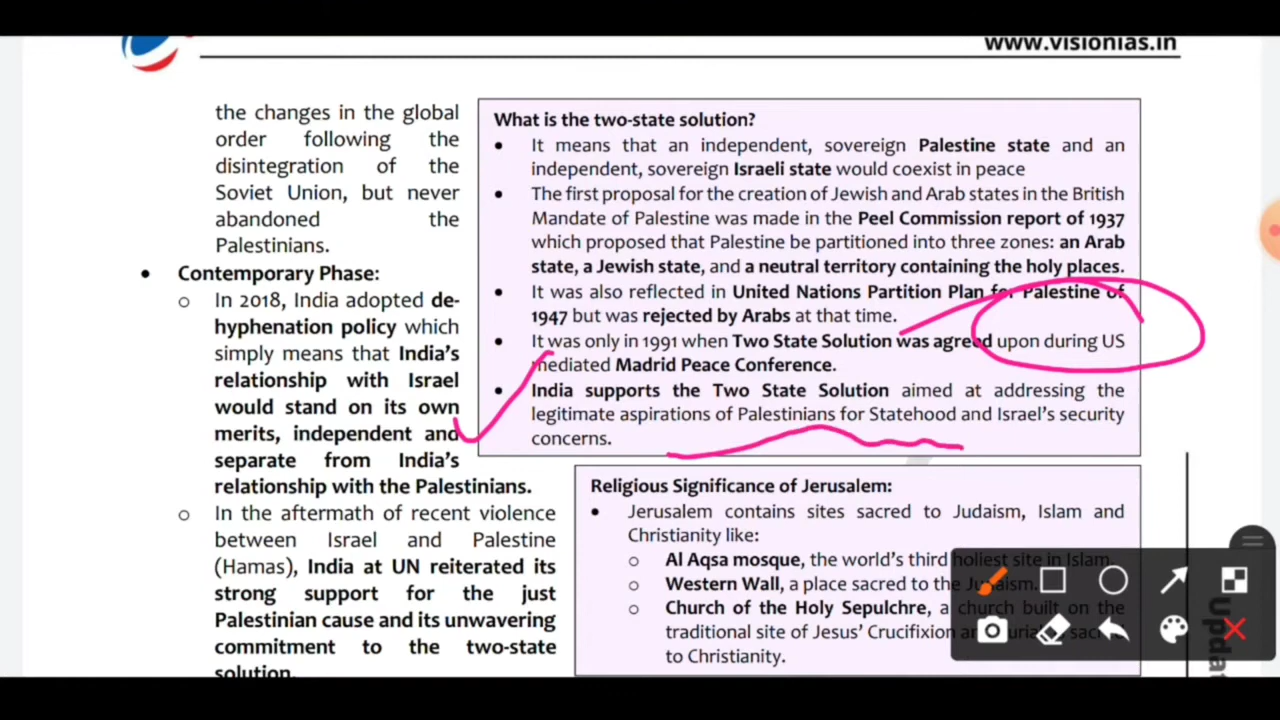 www.visionias.in
the changes in the global
order following the
disintegration of the
Soviet Union, but never
abandoned the
Palestinians.
• Contemporary Phase:
o In 2018, India adopted de-
hyphenation policy which
simply means that India's
relationship with Israel
would stand on its own
merits, independent and
separate from India's
relationship with the Palestinians.
o In the aftermath of recent violence
between Israel and Palestine
(Hamas), India at UN reiterated its
strong support for the just
Palestinian cause and its unwavering
commitment to the two-state
solution.
What is the two-state solution?
• It means that an independent, sovereign Palestine state and an
independent, sovereign Israeli state would coexist in peace
• The first proposal for the creation of Jewish and Arab states in the British
Mandate of Palestine was made in the Peel Commission report of 1937
which proposed that Palestine be partitioned into three zones: an Arab
state, a Jewish state, and a neutral territory containing the holy places.
• It was also reflected in United Nations Partition Plan for Palestine of
1947 but was rejected by Arabs at that time.
• It was only in 1991 when Two State Solution was agreed upon during US
mediated Madrid Peace Conference.
• India supports the Two State Solution aimed at addressing the
legitimate aspirations of Palestinians for Statehood and Israel's security
concerns.
Religious Significance of Jerusalem:
• Jerusalem contains sites sacred to Judaism, Islam and
Christianity like:
o Al Aqsa mosque, the world's third holiest site in Islam.
o Western Wall, a place sacred to the Judaism.
o Church of the Holy Sepulchre, a church built on the
traditional site of Jesus' Crucifixion and burial, sacred
to Christianity.